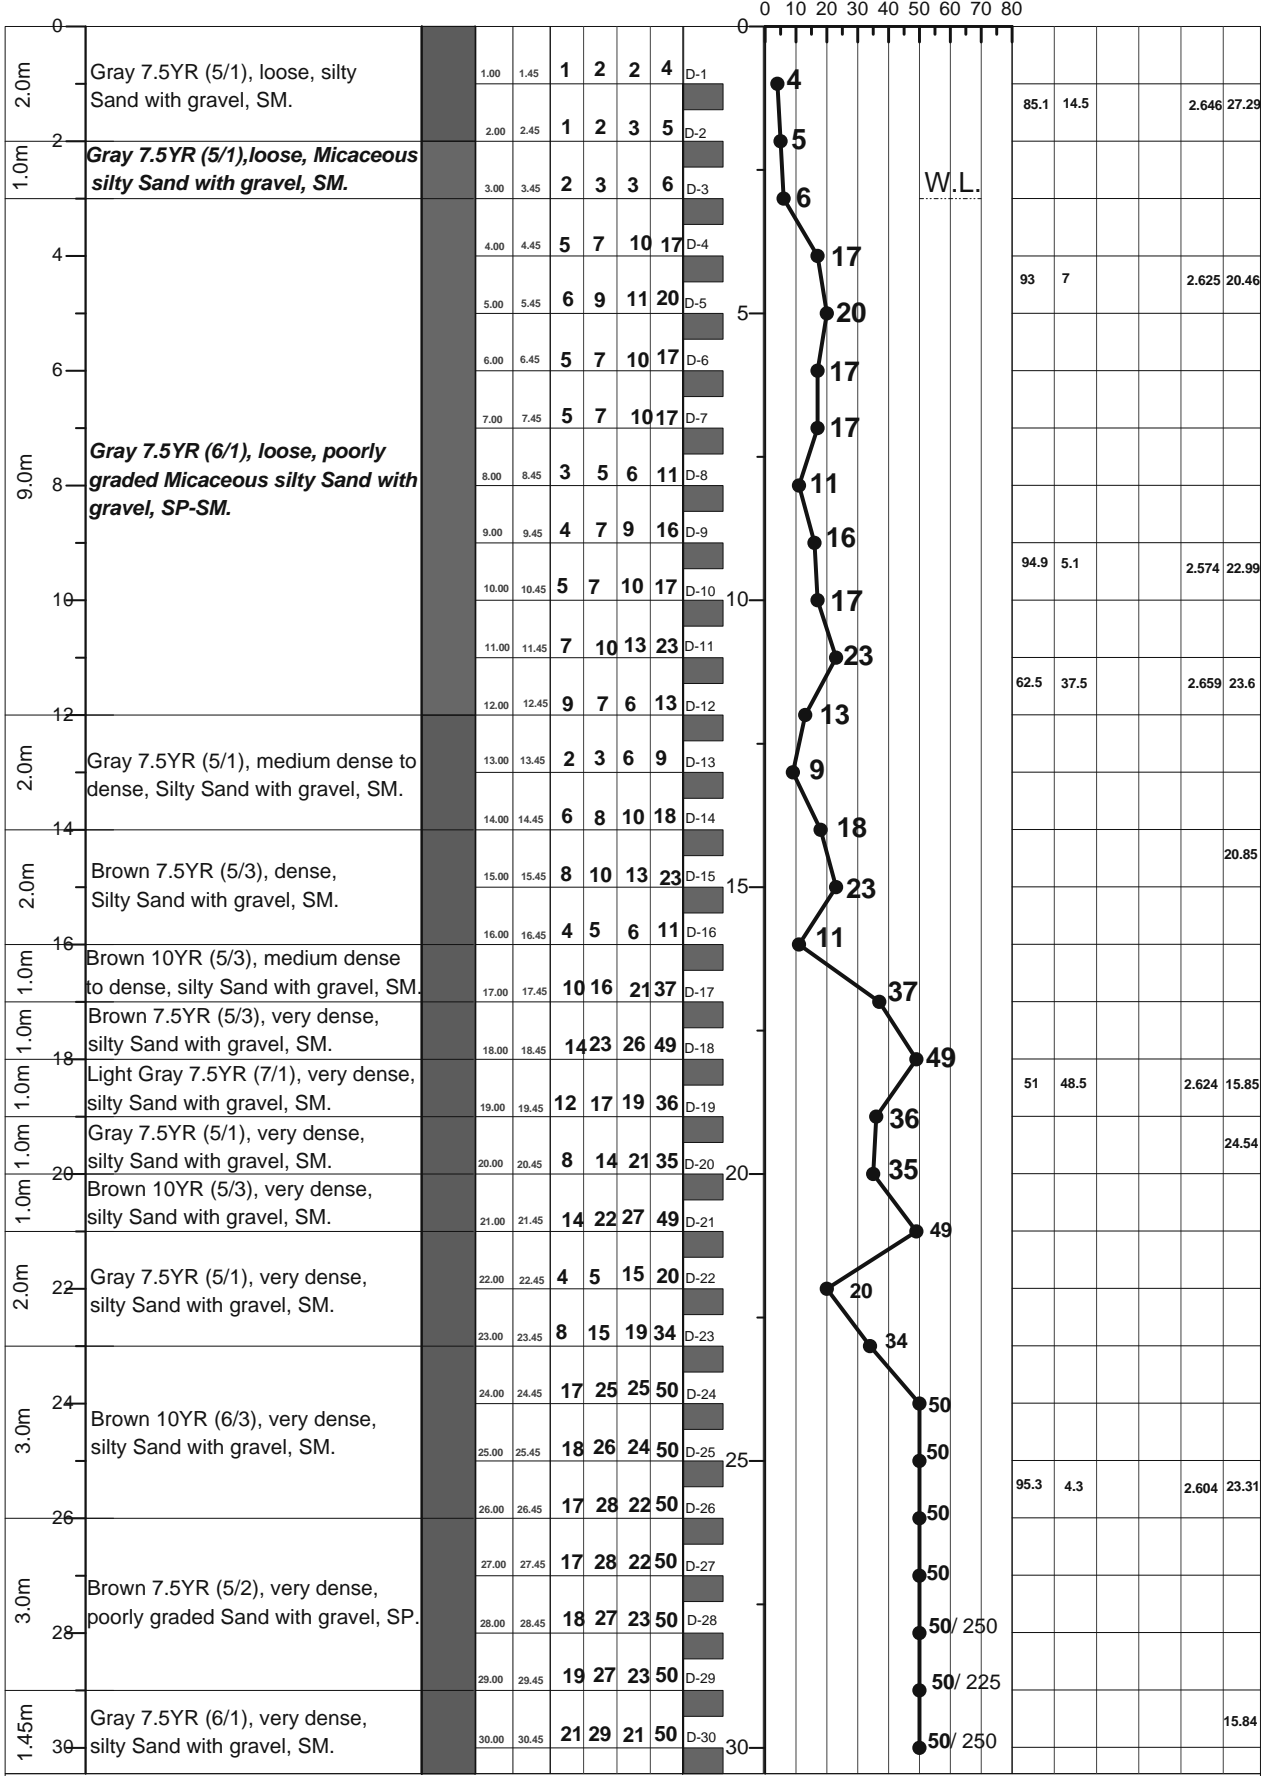 0 10 20 30 40 50 60 70 80
0 0
2.0m
Gray 7.5YR (5/1), loose, silty
Sand with gravel, SM.
1.00 1.45 1 2 2 4 D-1 4
85.1 14.5 2.646 27.29
2.00 2.45 1 2 3 5 D-2 5
2
1.0m
Gray 7.5YR (5/1),loose, Micaceous
silty Sand with gravel, SM.
3.00 3.45 2 3 3 6 D-3 6
W.L.
4.00 4.45 5 7 10 17 D-4 17
4
93 7 2.625 20.46
5.00 5.45 6 9 11 20 D-5 5 20
6.00 6.45 5 7 10 17 D-6 17
6
7.00 7.45 5 7 10 17 D-7 17
9.0m
Gray 7.5YR (6/1), loose, poorly
graded Micaceous silty Sand with
gravel, SP-SM.
8.00 8.45 3 5 6 11 D-8 11
8
9.00 9.45 4 7 9 16 D-9 16
94.9 5.1 2.574 22.99
10.00 10.45 5 7 10 17 D-10 10 17
10
11.00 11.45 7 10 13 23 D-11 23
62.5 37.5 2.659 23.6
12.00 12.45 9 7 6 13 D-12 13
12
2.0m
Gray 7.5YR (5/1), medium dense to
dense, Silty Sand with gravel, SM.
13.00 13.45 2 3 6 9 D-13 9
14.00 14.45 6 8 10 18 D-14 18
14
20.85
2.0m
Brown 7.5YR (5/3), dense,
Silty Sand with gravel, SM.
15.00 15.45 8 10 13 23 D-15 15 23
16.00 16.45 4 5 6 11 D-16 11
16
1.0m
Brown 10YR (5/3), medium dense
to dense, silty Sand with gravel, SM.
17.00 17.45 10 16 21 37 D-17 37
1.0m
Brown 7.5YR (5/3), very dense,
silty Sand with gravel, SM.
18.00 18.45 14 23 26 49 D-18 49
18
1.0m
Light Gray 7.5YR (7/1), very dense,
silty Sand with gravel, SM.
51 48.5 2.624 15.85
19.00 19.45 12 17 19 36 D-19 36
1.0m
Gray 7.5YR (5/1), very dense,
silty Sand with gravel, SM.
24.54
20.00 20.45 8 14 21 35 D-20 20 35
20
1.0m
Brown 10YR (5/3), very dense,
silty Sand with gravel, SM.
21.00 21.45 14 22 27 49 D-21 49
2.0m
Gray 7.5YR (5/1), very dense,
silty Sand with gravel, SM.
22.00 22.45 4 5 15 20 D-22 20
22
23.00 23.45 8 15 19 34 D-23 34
24.00 24.45 17 25 25 50 D-24 50
24
3.0m
Brown 10YR (6/3), very dense,
silty Sand with gravel, SM.
25.00 25.45 18 26 24 50 D-25 25 50
95.3 4.3 2.604 23.31
26.00 26.45 17 28 22 50 D-26 50
26
27.00 27.45 17 28 22 50 D-27 50
3.0m
Brown 7.5YR (5/2), very dense,
poorly graded Sand with gravel, SP.
28.00 28.45 18 27 23 50 D-28 50/ 250
28
29.00 29.45 19 27 23 50 D-29 50/ 225
1.45m
Gray 7.5YR (6/1), very dense,
silty Sand with gravel, SM.
15.84
30.00 30.45 21 29 21 50 D-30 30 50/ 250
30